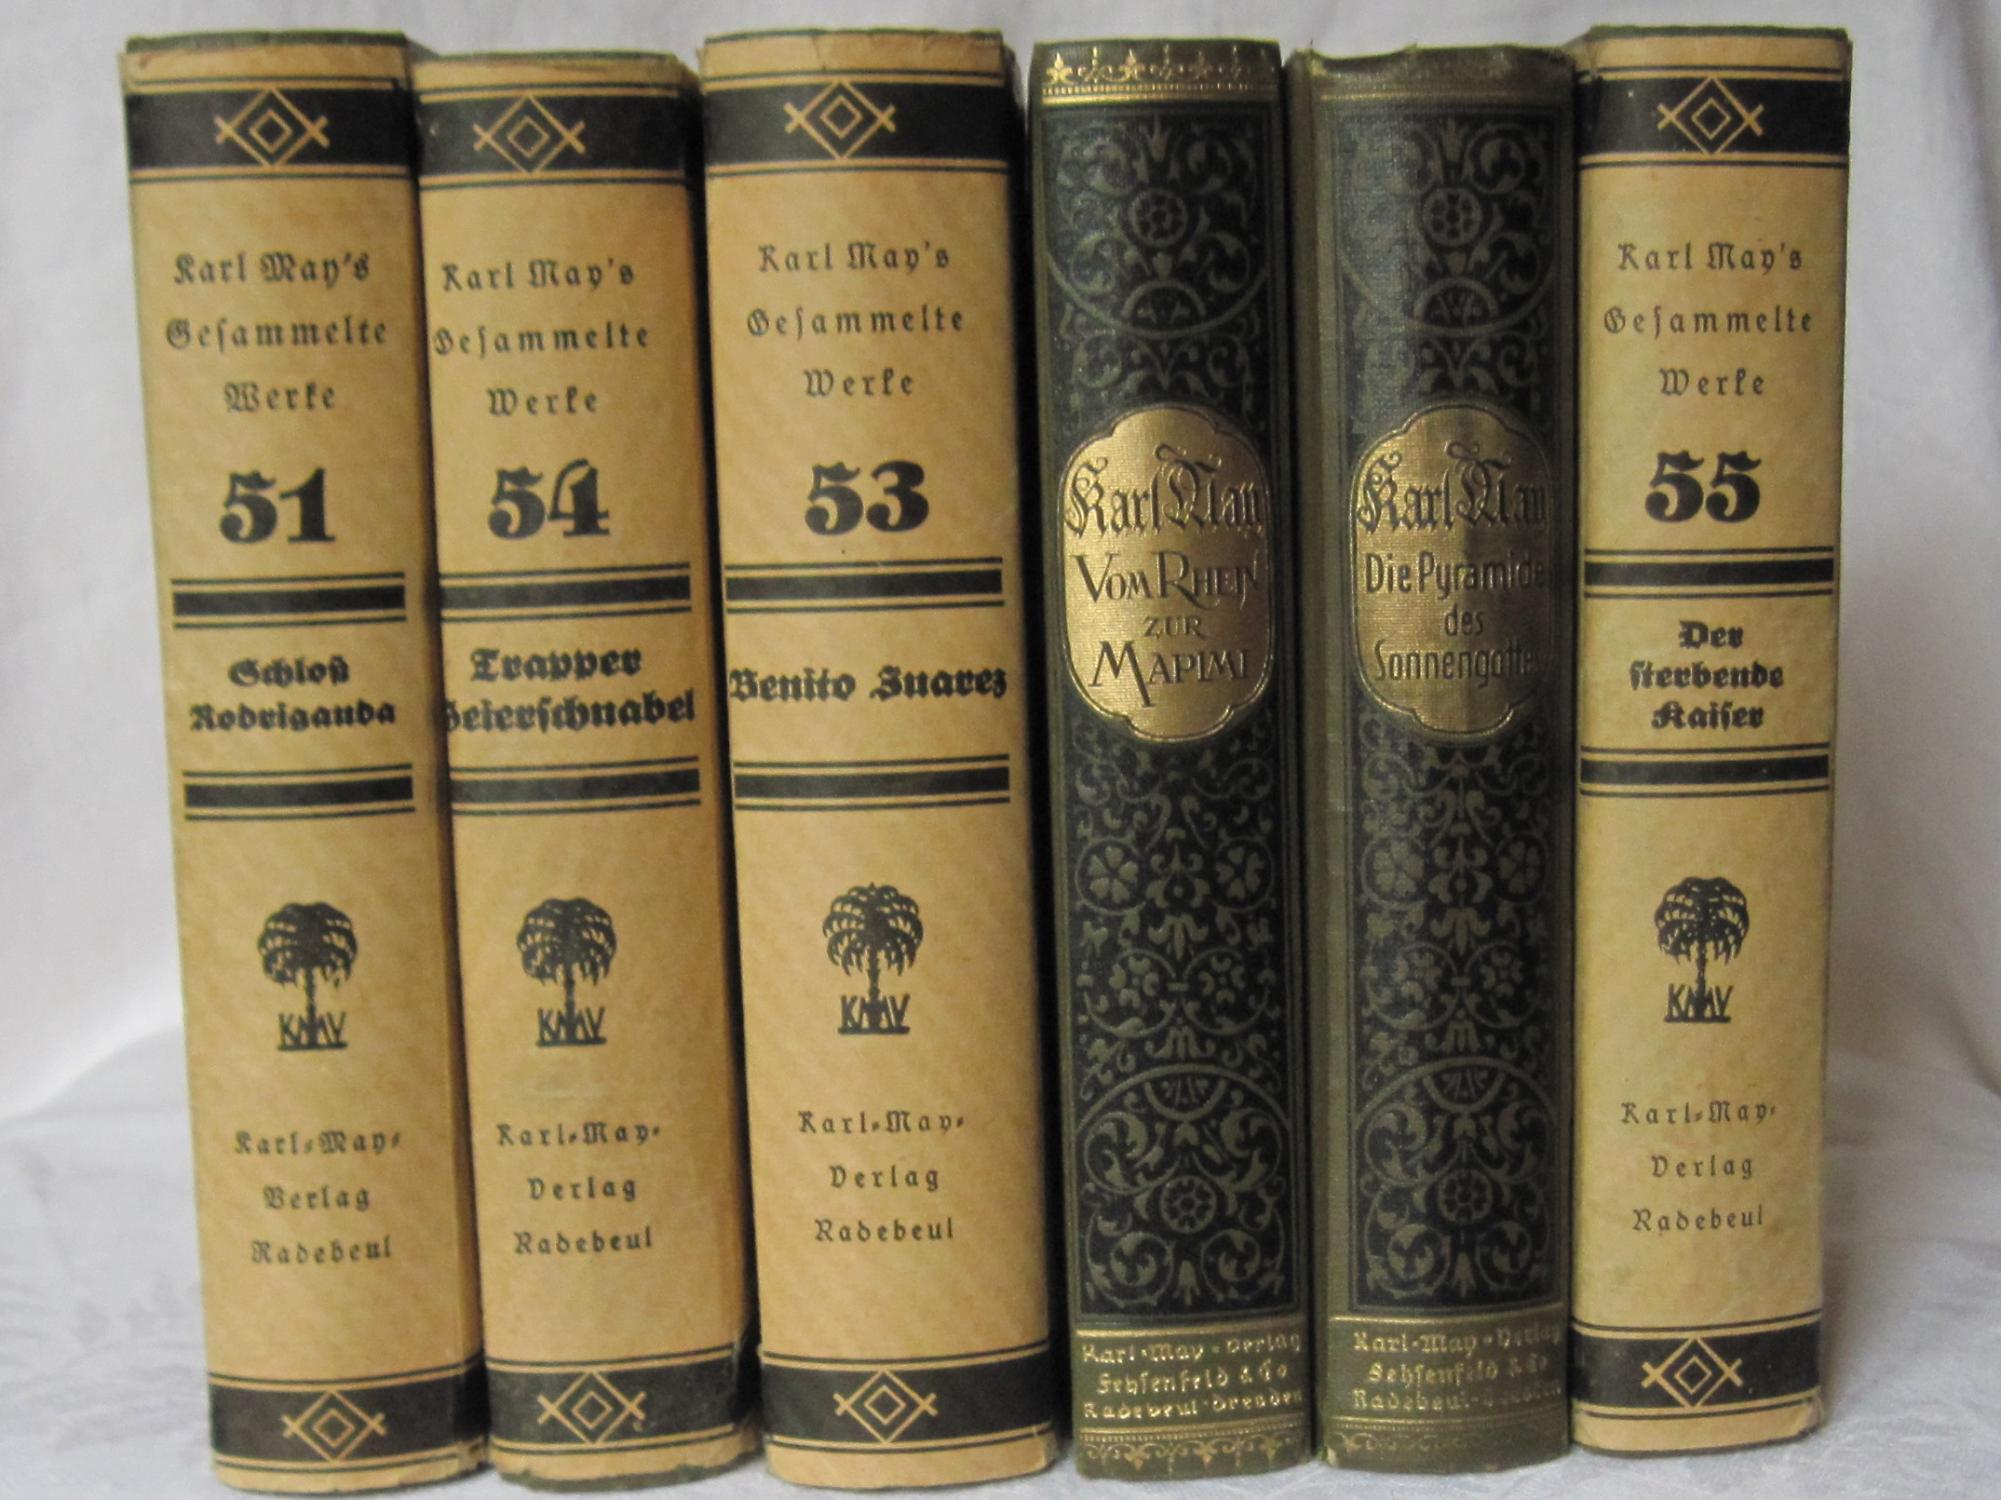 Karl May's
Gesammelte
Werke
51
Schloß
Rodriganda
KMV
Karl-May-
Verlag
Radebeul
Karl May's
Gesammelte
Werke
54
Trapper
Geierschnabel
KMV
Karl-May-
Verlag
Radebeul
Karl May's
Gesammelte
Werke
53
Benito Juarez
KMV
Karl-May-
Verlag
Radebeul
Karl May
VOM RHEIN
ZUR
MAPIMI
Karl-May-Verlag
Fehsenfeld & Co
Radebeul-Dresden
Karl May
Die Pyramide
des
Sonnengottes
Karl-May-Verlag
Fehsenfeld & Co
Radebeul-Dresden
Karl May's
Gesammelte
Werke
55
Der
sterbende
Kaiser
KMV
Karl-May-
Verlag
Radebeul